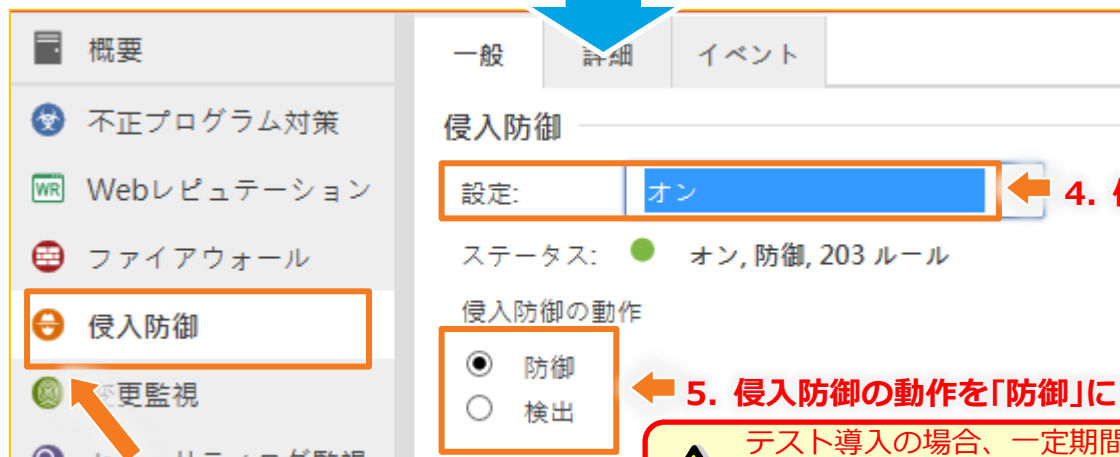 概要
不正プログラム対策
WR Webレピュテーション
ファイアウォール
侵入防御
変更監視
一般 詳細 イベント
侵入防御
設定: オン
4.
ステータス: オン, 防御, 203 ルール
侵入防御の動作
防御
検出
5. 侵入防御の動作を「防御」に
テスト導入の場合、一定期間